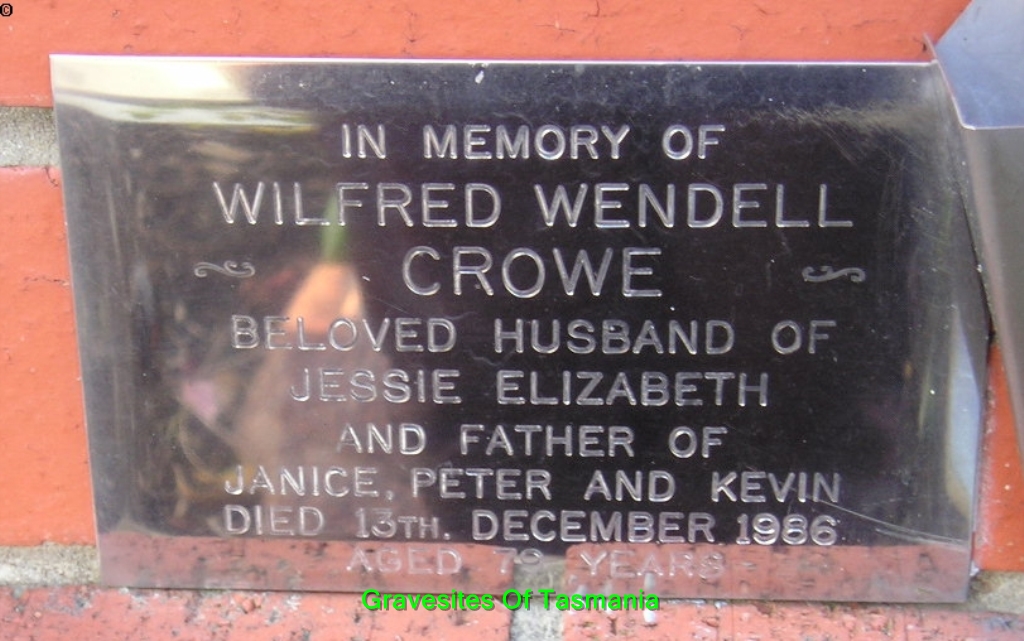 ©
IN MEMORY OF
WILFRED WENDELL
CROWE
BELOVED HUSBAND OF
JESSIE ELIZABETH
AND FATHER OF
JANICE, PETER AND KEVIN
DIED 13TH. DECEMBER 1986
AGED YEARS
Gravesites Of Tasmania